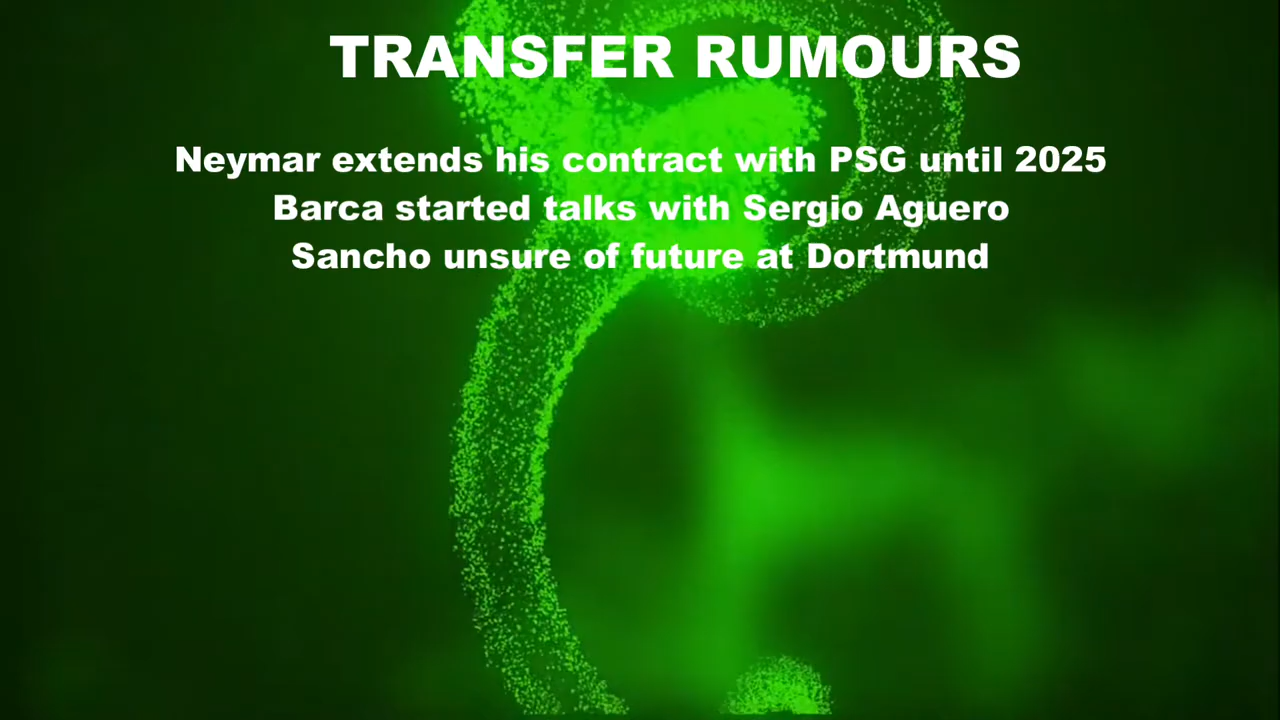 TRANSFER RUMOURS
Neymar extends his contract with PSG until 2025
Barca started talks with Sergio Aguero
Sancho unsure of future at Dortmund